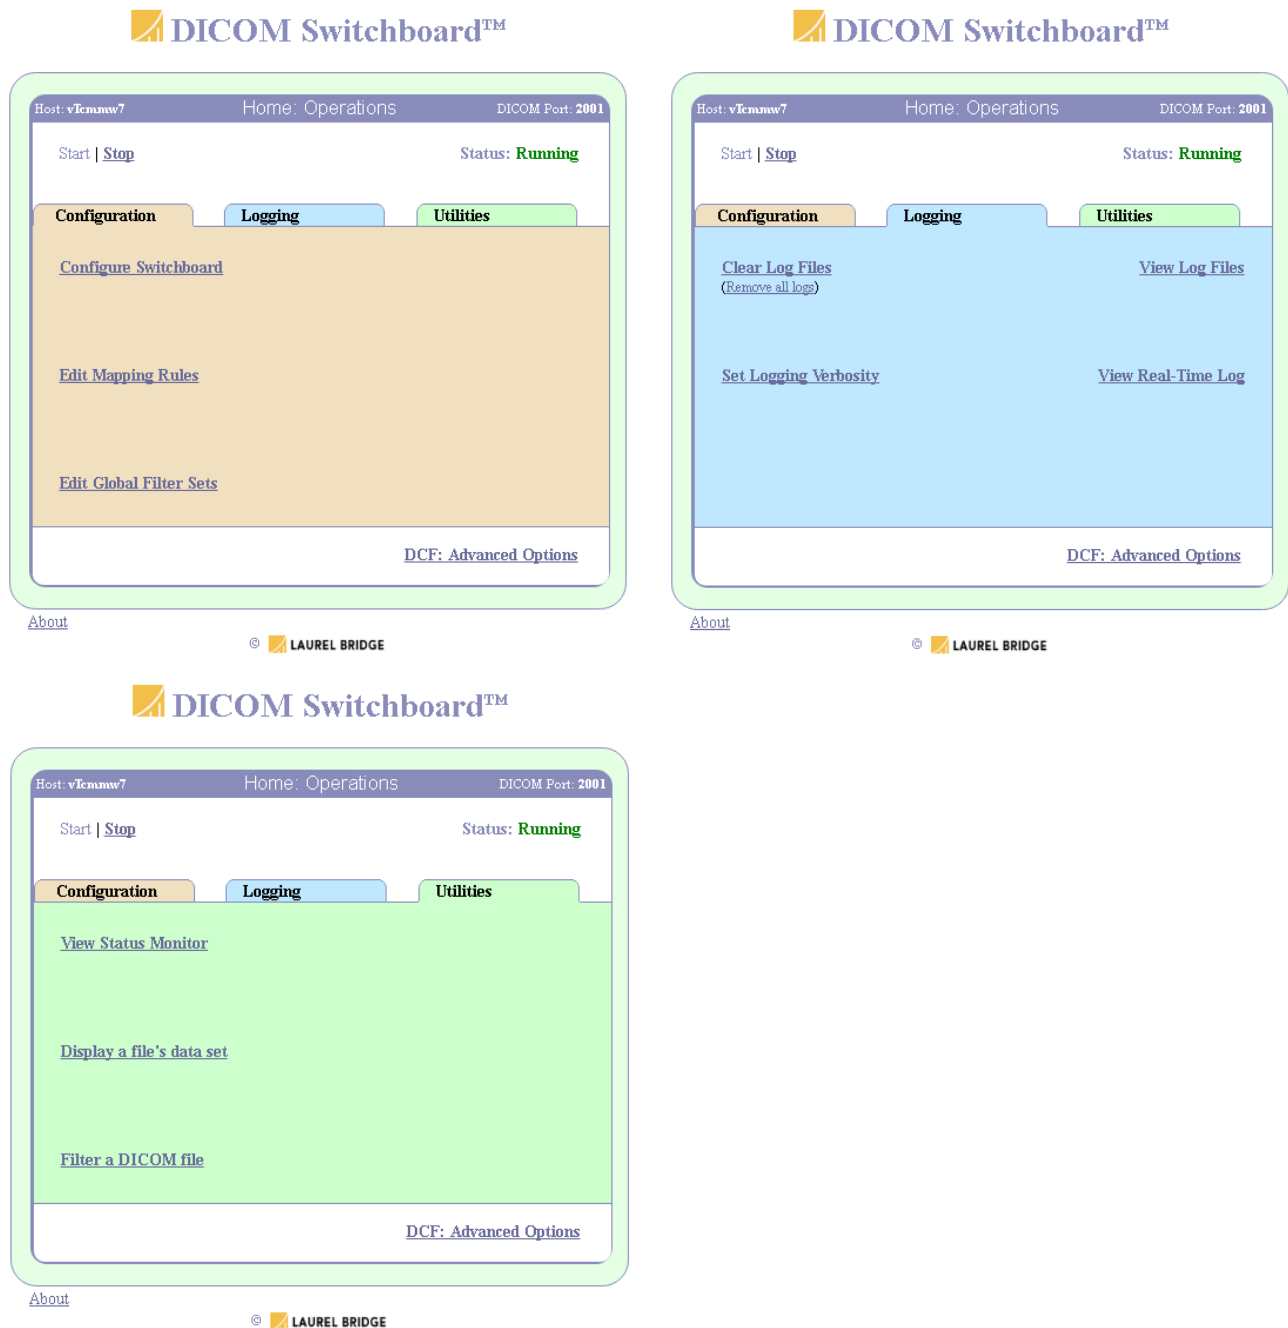 DICOM Switchboard™
Host: vTcmmw7 Home: Operations DICOM Port: 2001
Start | Stop Status: Running
Configuration Logging Utilities
Configure Switchboard
Edit Mapping Rules
Edit Global Filter Sets
DCF: Advanced Options
About
© LAUREL BRIDGE
DICOM Switchboard™
Host: vTcmmw7 Home: Operations DICOM Port: 2001
Start | Stop Status: Running
Configuration Logging Utilities
Clear Log Files View Log Files
(Remove all logs)
Set Logging Verbosity View Real-Time Log
DCF: Advanced Options
About
© LAUREL BRIDGE
DICOM Switchboard™
Host: vTcmmw7 Home: Operations DICOM Port: 2001
Start | Stop Status: Running
Configuration Logging Utilities
View Status Monitor
Display a file's data set
Filter a DICOM file
DCF: Advanced Options
About
© LAUREL BRIDGE